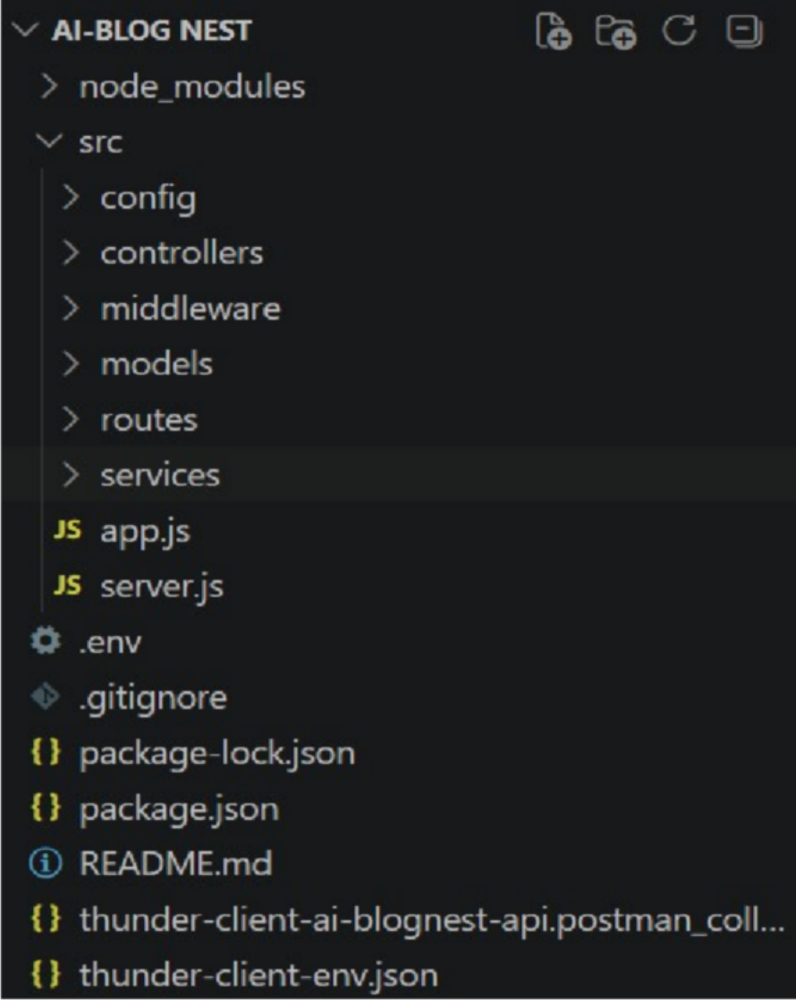 AI-BLOG NEST
node_modules
src
config
controllers
middleware
models
routes
services
JS app.js
JS server.js
.env
.gitignore
{} package-lock.json
{} package.json
README.md
{} thunder-client-ai-blognest-api.postman_coll...
{} thunder-client-env.json